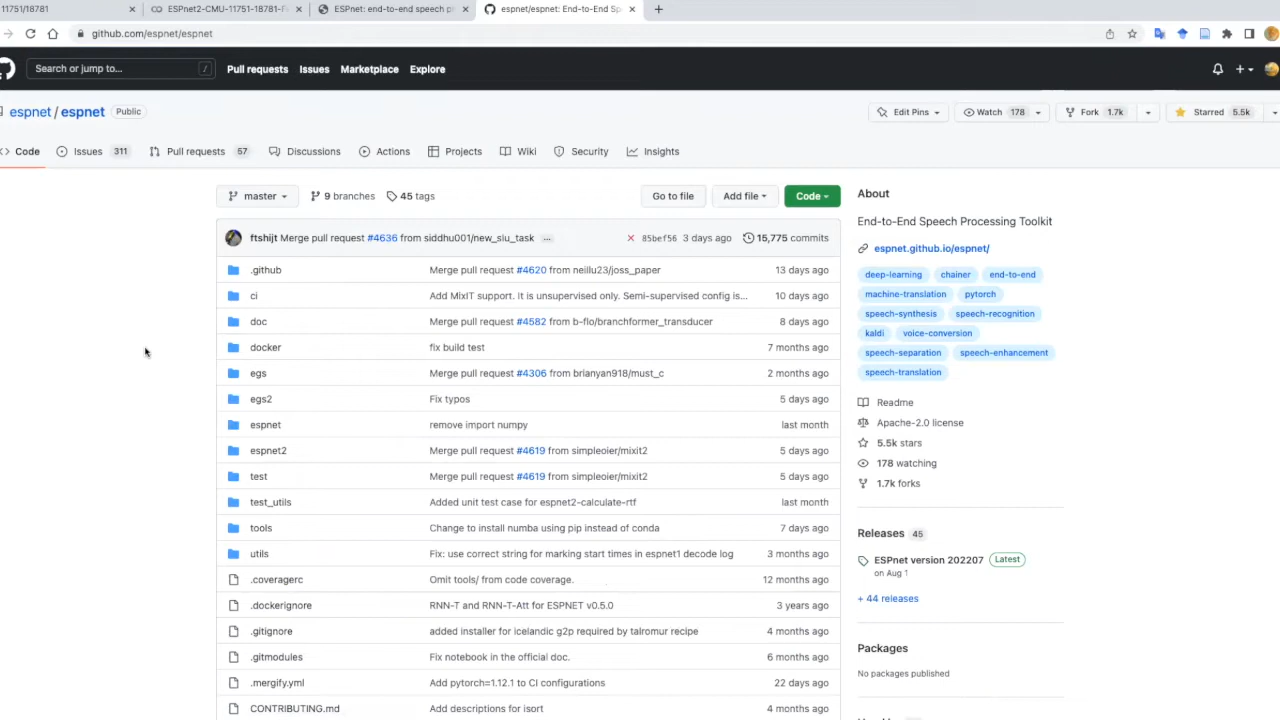 11751/18781
ESPnet2-CMU-11751-18781-F
ESPnet: end-to-end speech p
espnet/espnet: End-to-End Sp
github.com/espnet/espnet
Search or jump to... /
Pull requests Issues Marketplace Explore
espnet / espnet Public
Edit Pins Watch 178 Fork 1.7k Starred 5.5k
Code Issues 311 Pull requests 57 Discussions Actions Projects Wiki Security Insights
master 9 branches 45 tags Go to file Add file Code
ftshijt Merge pull request #4636 from siddhu001/new_slu_task ... 85bef56 3 days ago 15,775 commits
.github Merge pull request #4620 from neillu23/joss_paper 13 days ago
ci Add MixIT support. It is unsupervised only. Semi-supervised config is... 10 days ago
doc Merge pull request #4582 from b-flo/branchformer_transducer 8 days ago
docker fix build test 7 months ago
egs Merge pull request #4306 from brianyan918/must_c 2 months ago
egs2 Fix typos 5 days ago
espnet remove import numpy last month
espnet2 Merge pull request #4619 from simpleoier/mixit2 5 days ago
test Merge pull request #4619 from simpleoier/mixit2 5 days ago
test_utils Added unit test case for espnet2-calculate-rtf last month
tools Change to install numba using pip instead of conda 7 days ago
utils Fix: use correct string for marking start times in espnet1 decode log 3 months ago
.coveragerc Omit tools/ from code coverage. 12 months ago
.dockerignore RNN-T and RNN-T-Att for ESPNET v0.5.0 3 years ago
.gitignore added installer for icelandic g2p required by talromur recipe 4 months ago
.gitmodules Fix notebook in the official doc. 6 months ago
.mergify.yml Add pytorch=1.12.1 to CI configurations 22 days ago
CONTRIBUTING.md Add descriptions for isort 4 months ago
About
End-to-End Speech Processing Toolkit
espnet.github.io/espnet/
deep-learning chainer end-to-end
machine-translation pytorch
speech-synthesis speech-recognition
kaldi voice-conversion
speech-separation speech-enhancement
speech-translation
Readme
Apache-2.0 license
5.5k stars
178 watching
1.7k forks
Releases 45
ESPnet version 202207 Latest
on Aug 1
+ 44 releases
Packages
No packages published